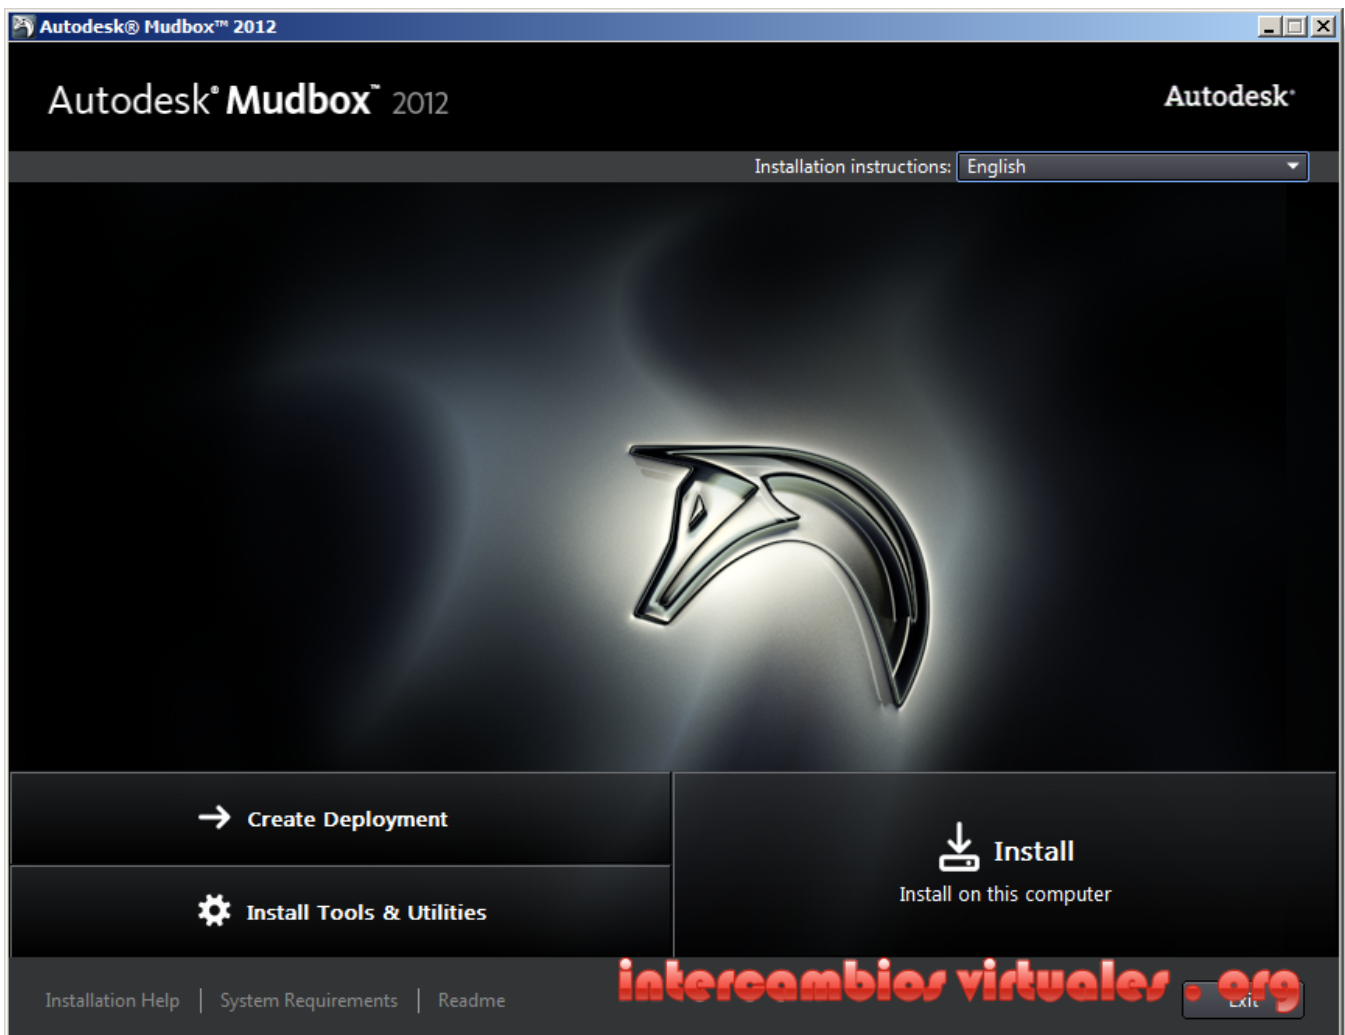 Autodesk® Mudbox™ 2012
Autodesk® Mudbox™ 2012
Autodesk®
Installation instructions: English
Create Deployment
Install
Install on this computer
Install Tools & Utilities
Installation Help | System Requirements | Readme
Exit
intercambios virtuales . org